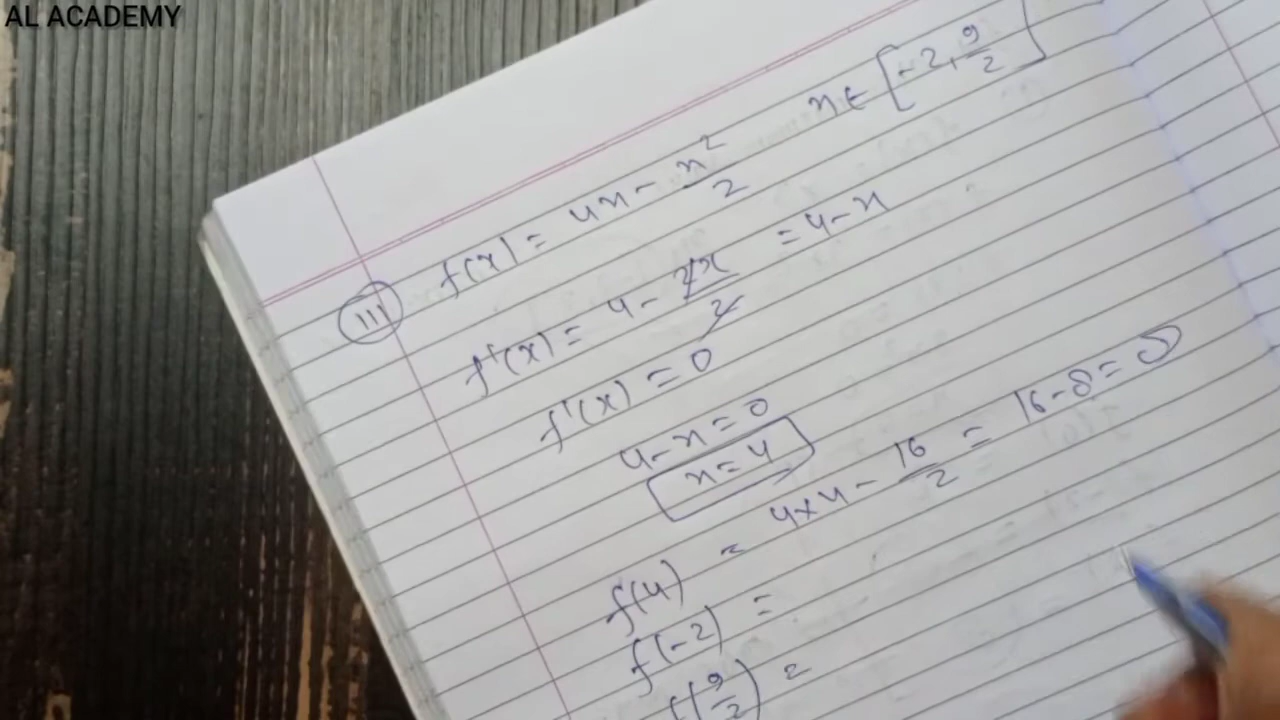 AL ACADEMY
(iii) f(x) = 4x - x²/2    x ∈ [-2, 9/2]
f'(x) = 4 - 2x/2 = 4 - x
f'(x) = 0
4 - x = 0
x = 4
f(4) = 4×4 - 16/2 = 16 - 8 = 8
f(-2) =
f(9/2) =